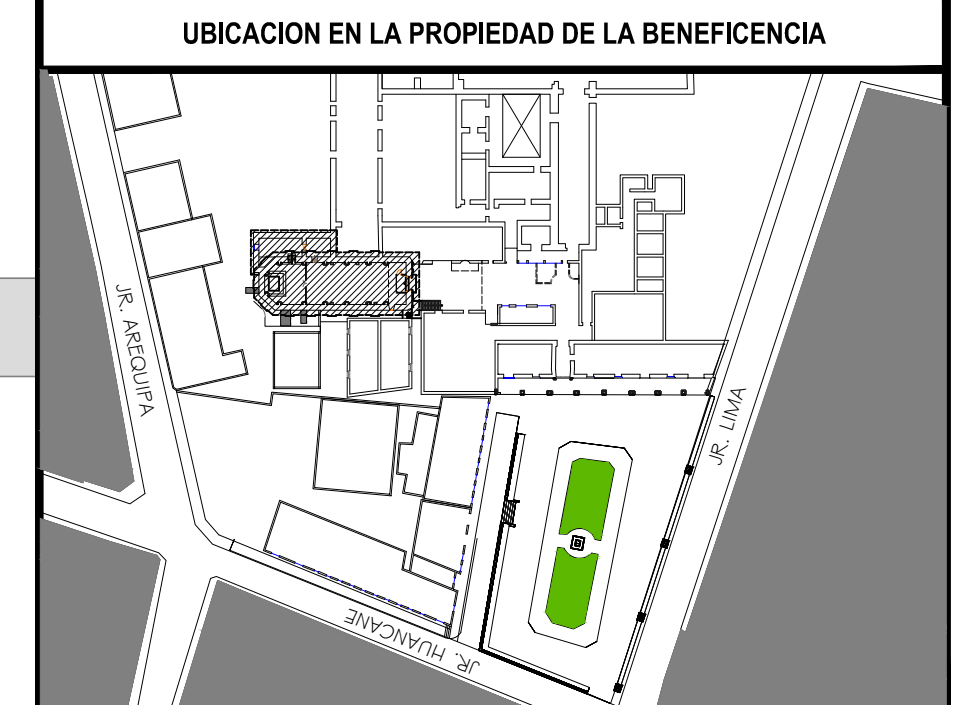 UBICACION EN LA PROPIEDAD DE LA BENEFICENCIA
JR. AREQUIPA
JR. LIMA
JR. HUANCANE